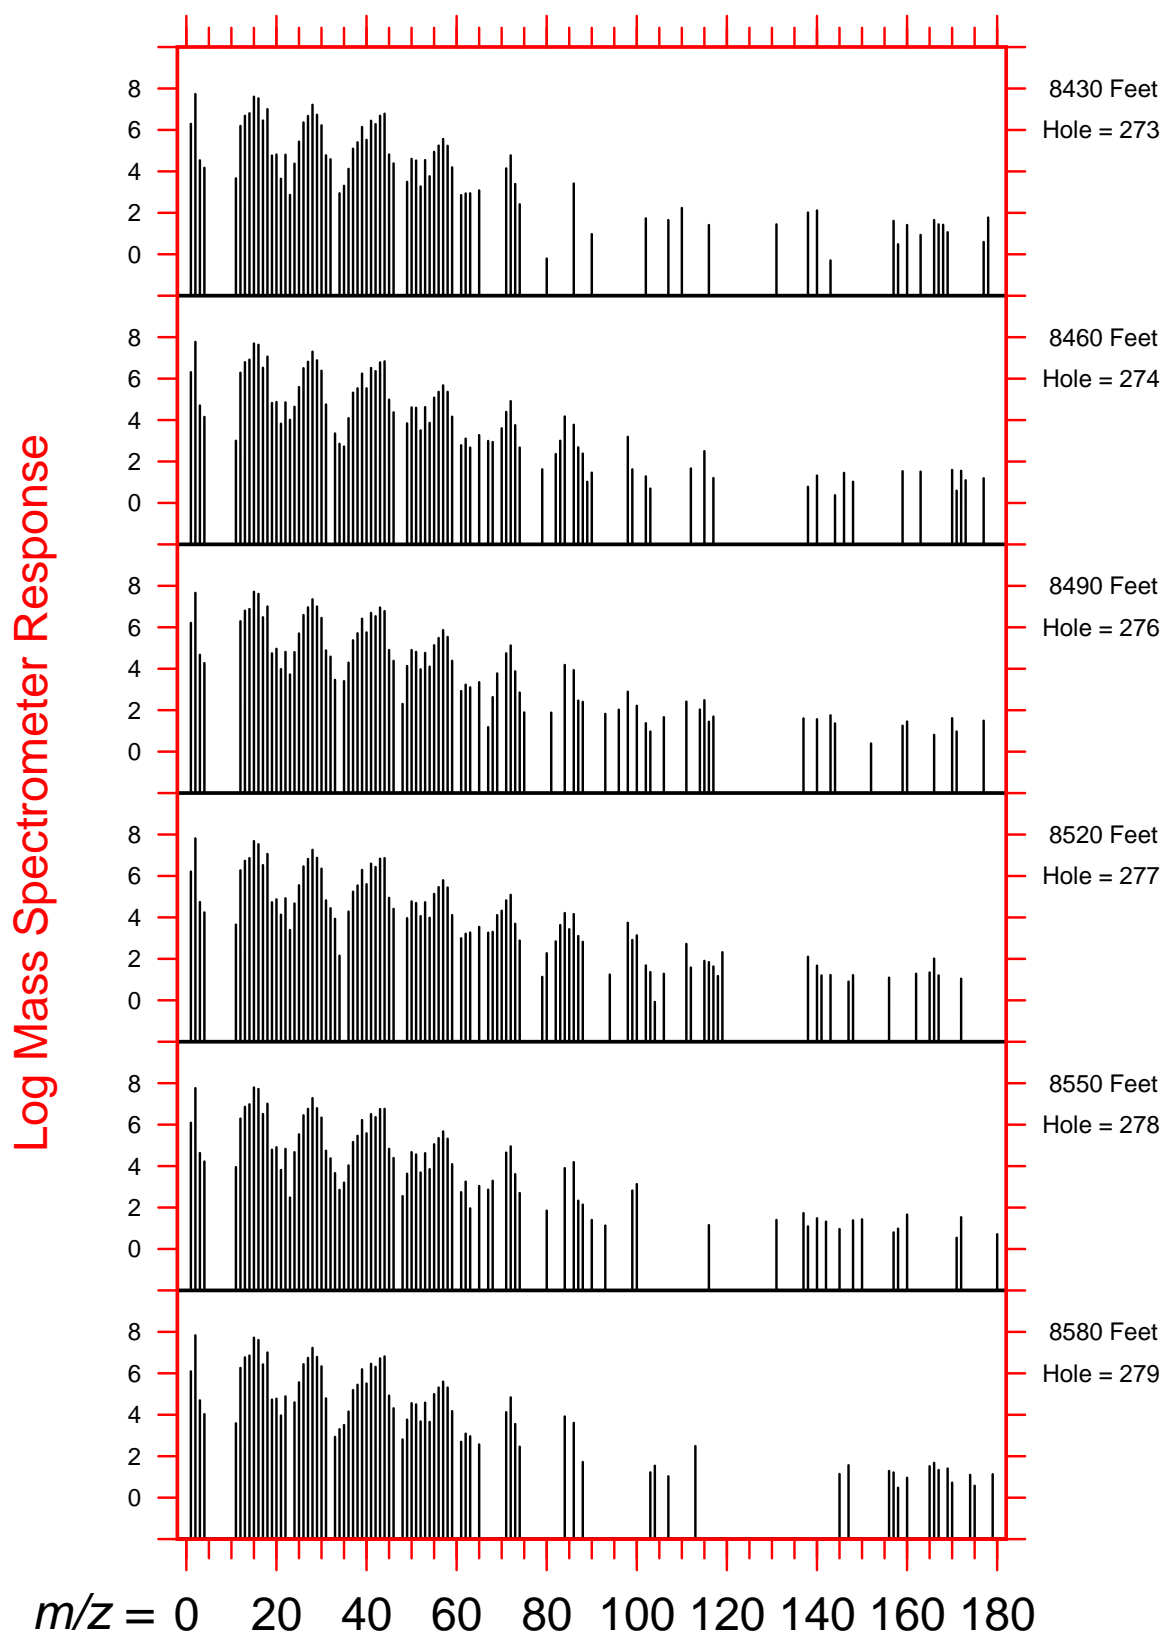 8
6
4
2
0
8430 Feet
Hole = 273
8
6
4
2
0
8460 Feet
Hole = 274
8
6
4
2
0
8490 Feet
Hole = 276
8
6
4
2
0
8520 Feet
Hole = 277
8
6
4
2
0
8550 Feet
Hole = 278
8
6
4
2
0
8580 Feet
Hole = 279
Log Mass Spectrometer Response
m/z = 0 20 40 60 80 100 120 140 160 180